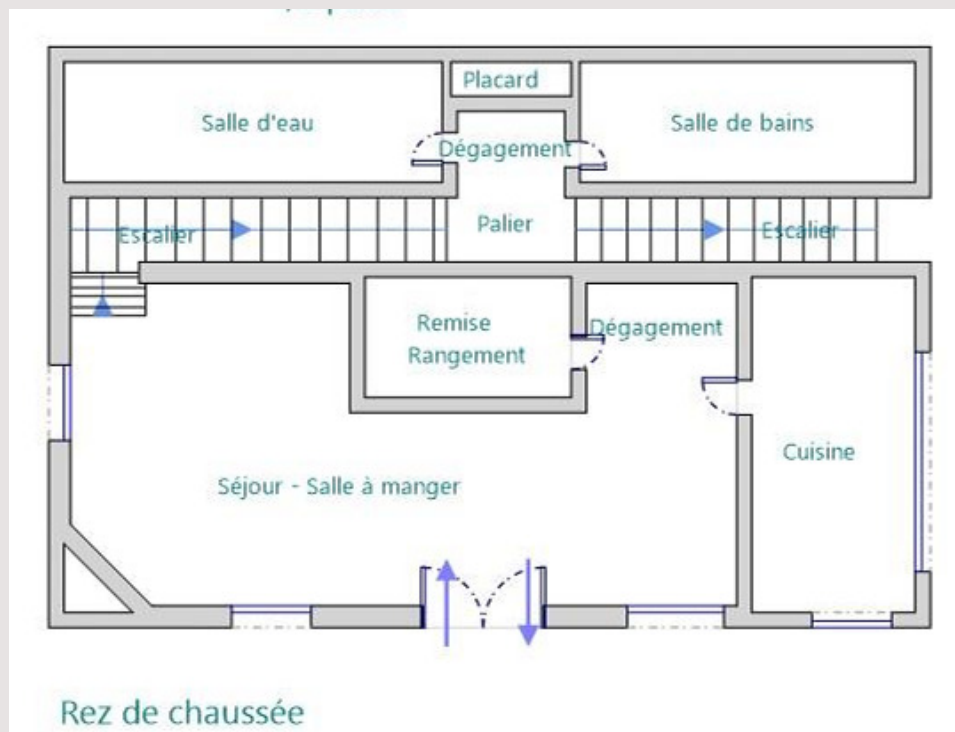 Placard
Salle d'eau
Salle de bains
Dégagement
Escalier
Palier
Escalier
Remise
Rangement
Dégagement
Cuisine
Séjour - Salle à manger
Rez de chaussée